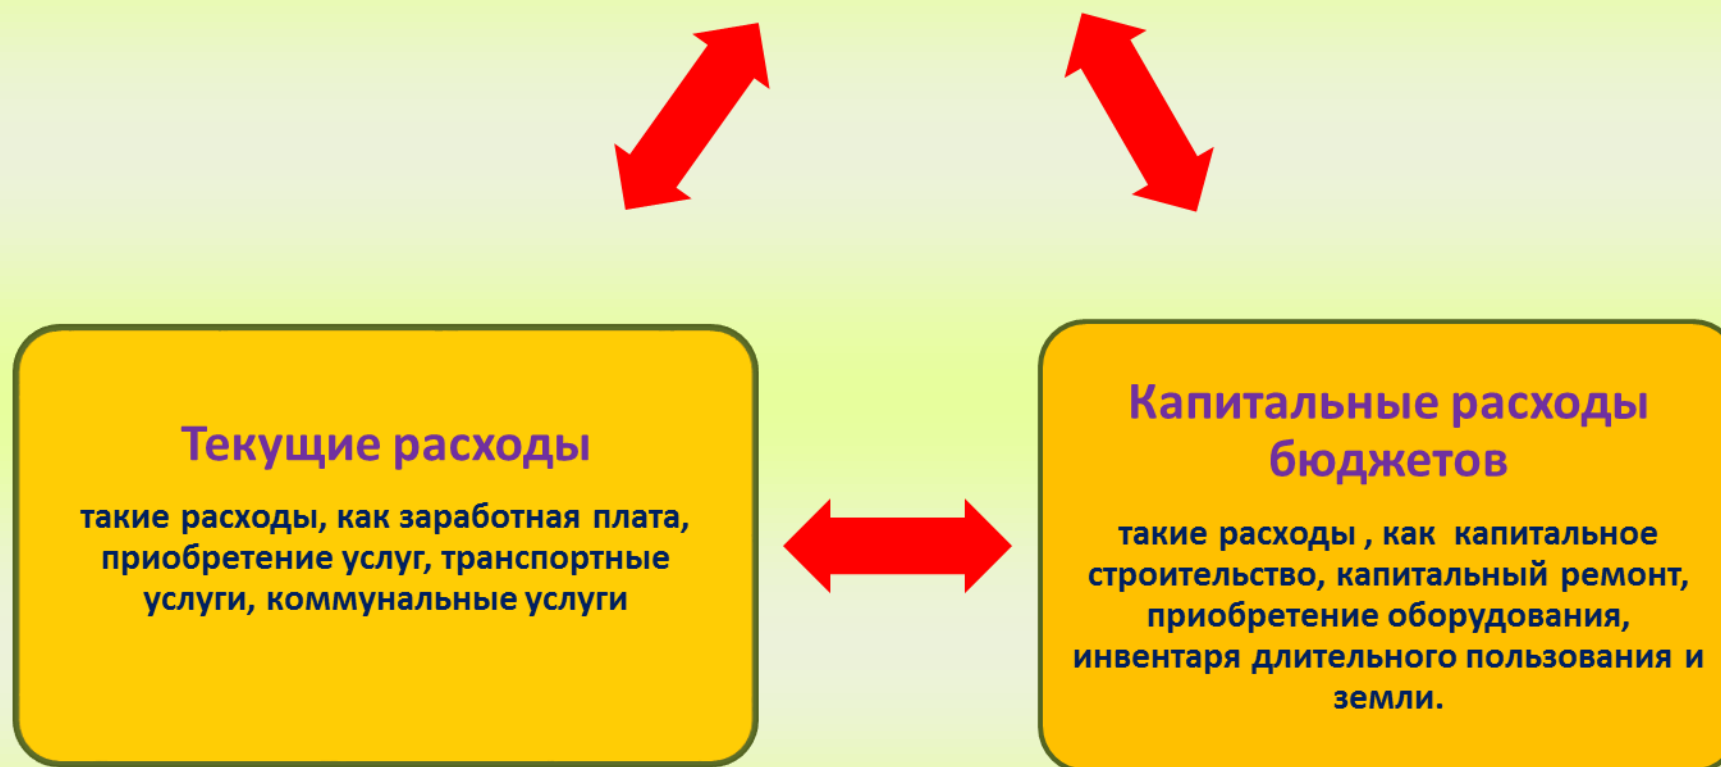 Текущие расходы
такие расходы, как заработная плата,
приобретение услуг, транспортные
услуги, коммунальные услуги
Капитальные расходы
бюджетов
такие расходы , как  капитальное
строительство, капитальный ремонт,
приобретение оборудования,
инвентаря длительного пользования и
земли.